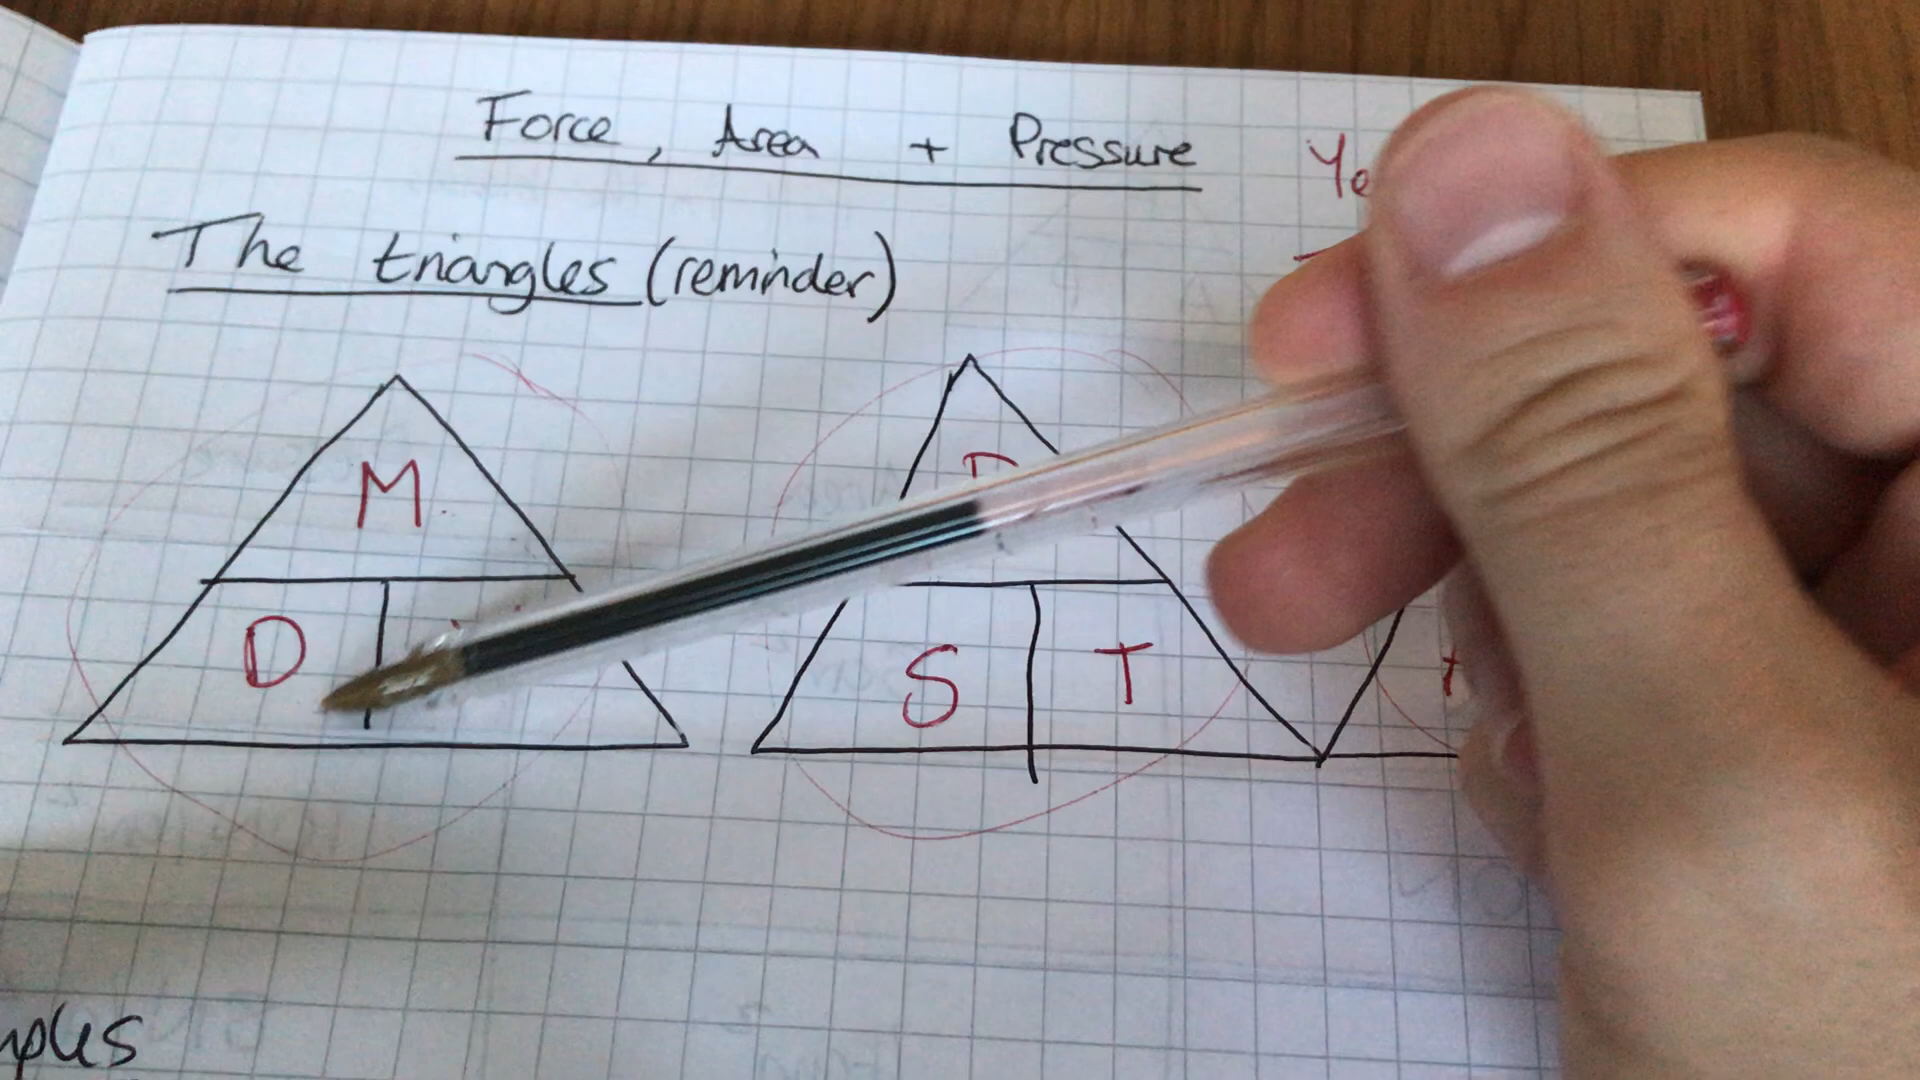 Force, Area + Pressure
The triangles (reminder)
M
D
S T